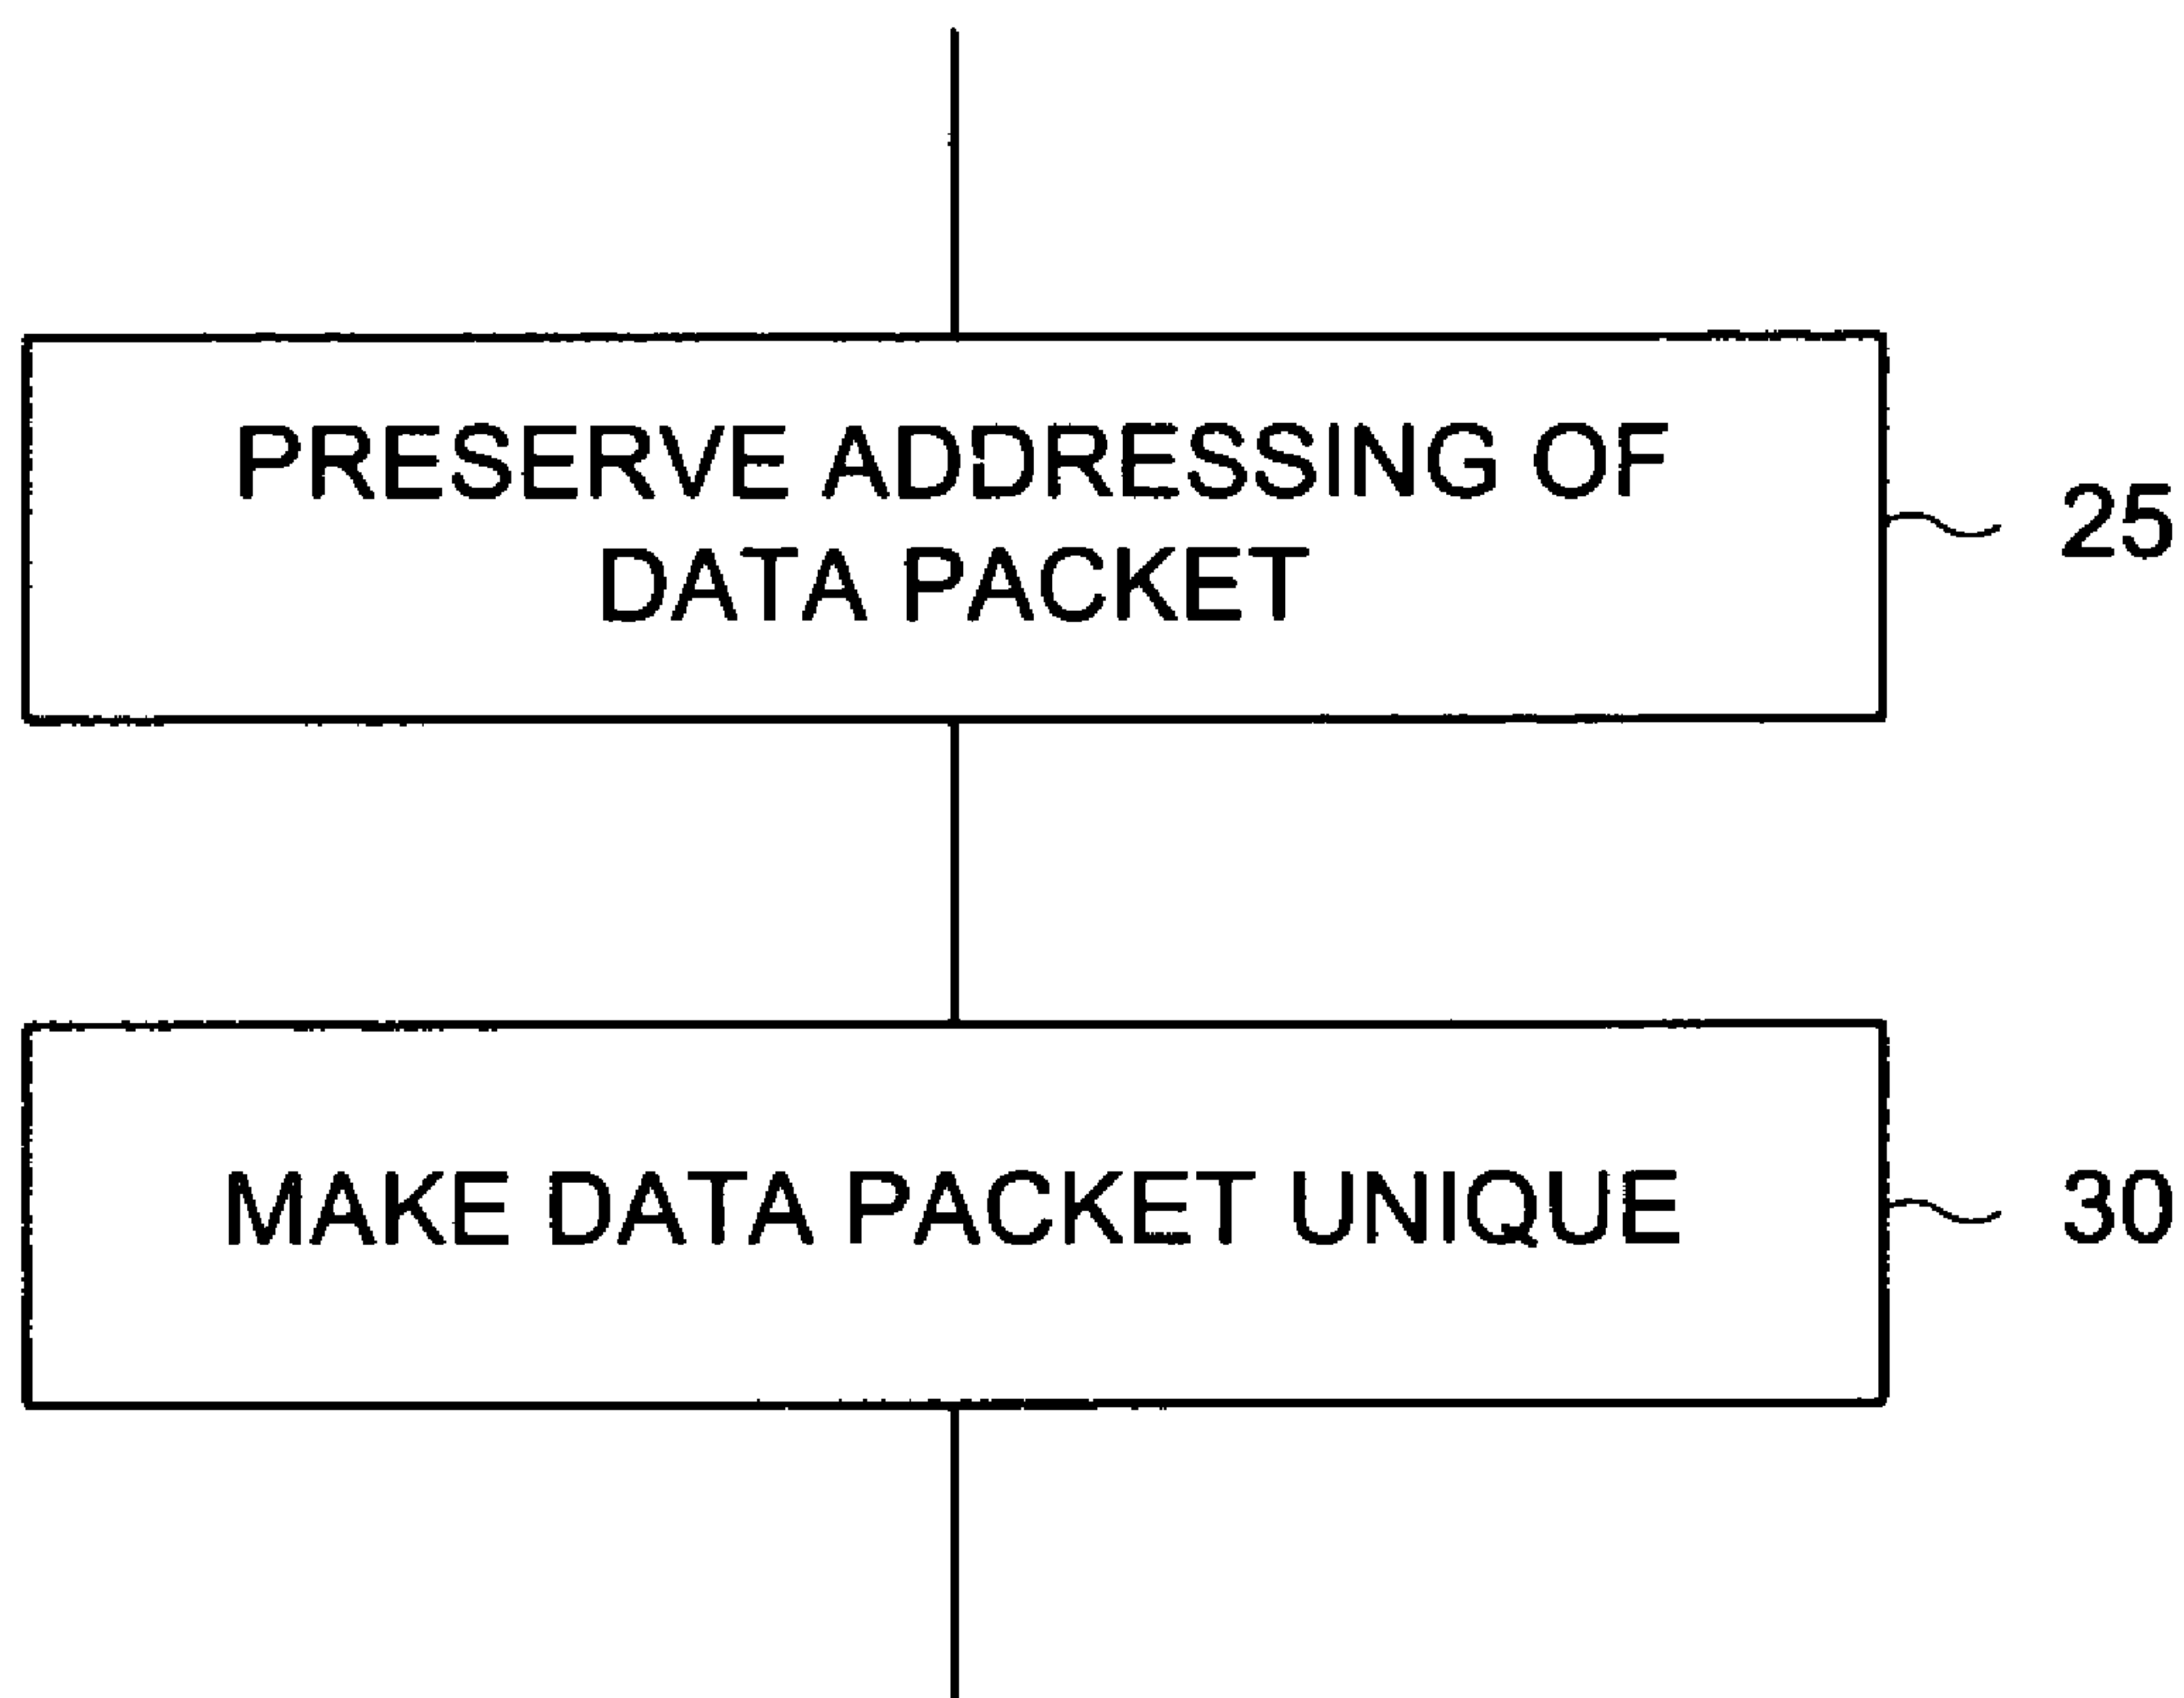 PRESERVE ADDRESSING OF
DATA PACKET
25
MAKE DATA PACKET UNIQUE
30